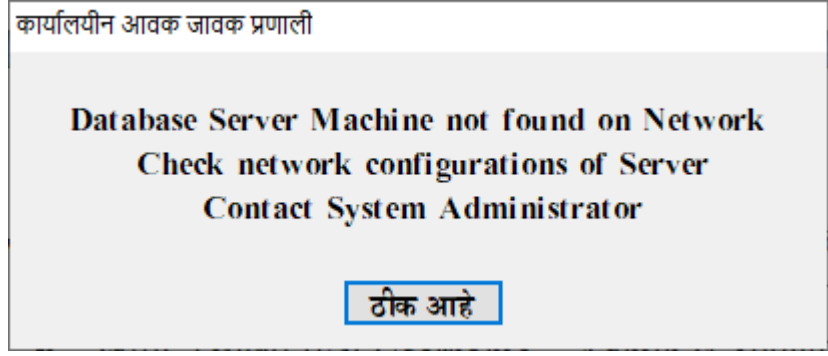 कार्यालयीन आवक जावक प्रणाली
Database Server Machine not found on Network
Check network configurations of Server
Contact System Administrator
ठीक आहे